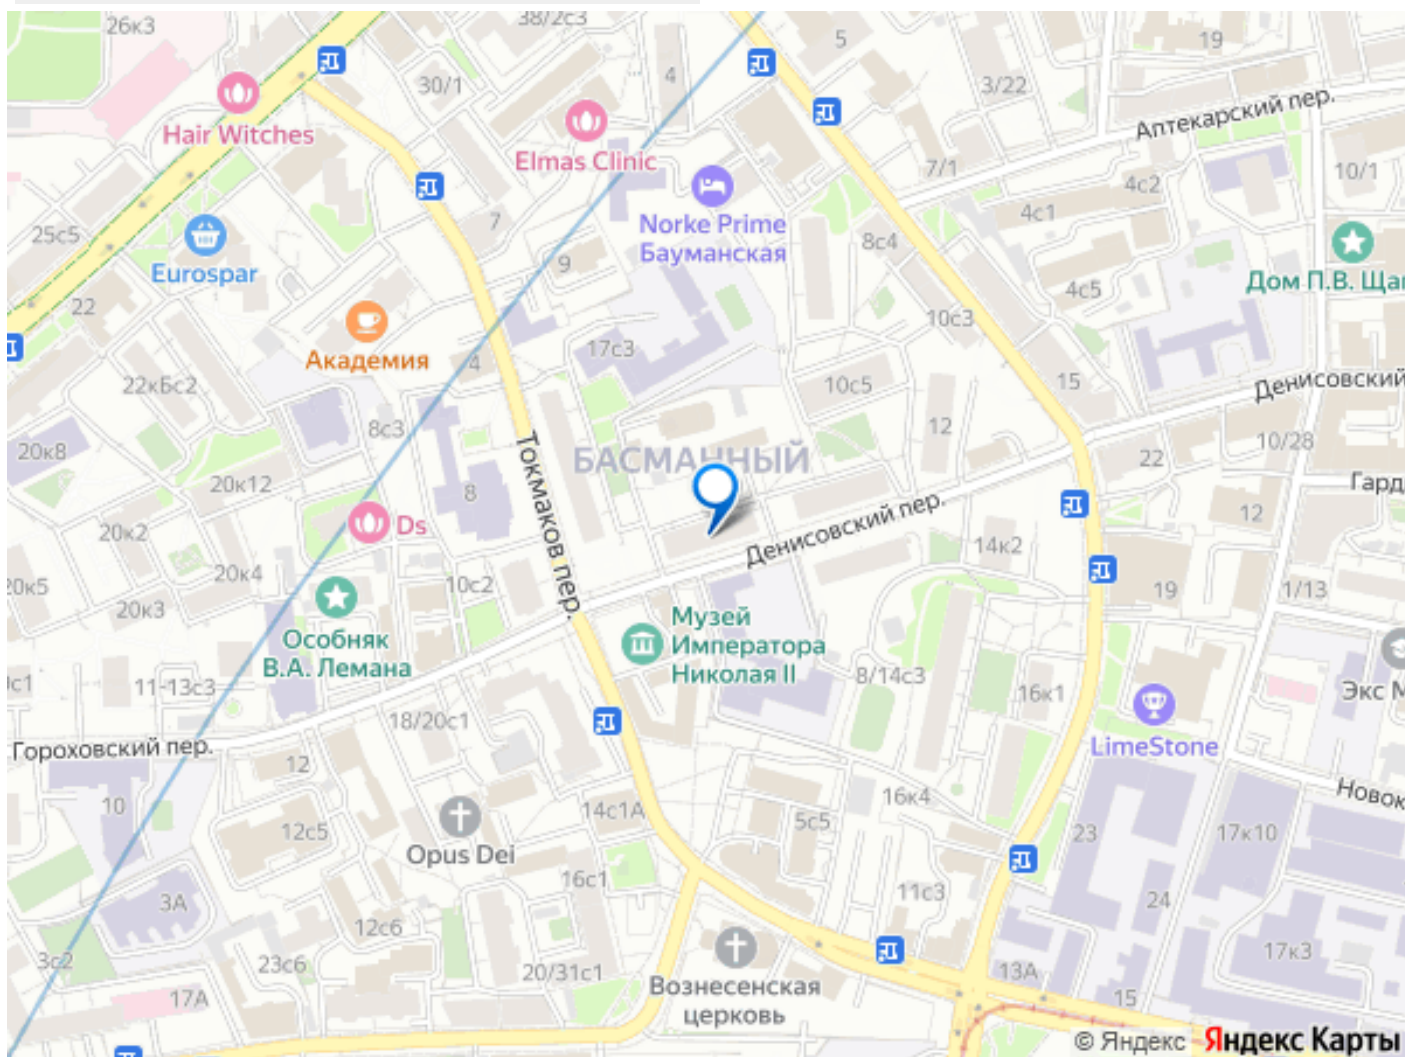 26к3
38/2с3
5
19
30/1
4
3/22
Hair Witches
Elmas Clinic
Аптекарский пер.
7/1
4с2
10/1
4с1
25с5
7
Norke Prime
Бауманская
8с4
Eurospar
9
Дом П.В. Щап
22
4с5
10с3
Академия
4
17с3
22кБс2
10с5
15
Денисовский
8с3
12
20к8
БАСМАННЫЙ
10/28
22
20к12
8
Гард
20к2
Ds
Токмаков пер.
Денисовский пер.
12
14к2
20к5
20к4
10с2
19
1/13
20к3
Особняк
В.А. Лемана
Музей
Императора
Николая II
8/14с3
16к1
Экс М
11-13с3
18/20с1
LimeStone
Гороховский пер.
12
Новок
10
16к4
14с1А
12с5
5с5
23
17к10
Opus Dei
16с1
11с3
3А
24
12с6
17к3
3с2
23с6
20/31с1
13А
17А
Вознесенская
церковь
15
© Яндекс Яндекс Карты